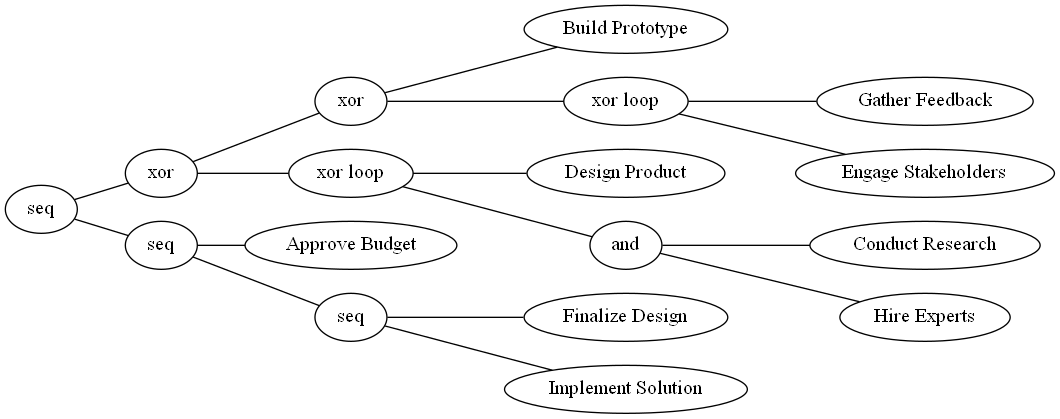 Build Prototype
xor
xor loop
Gather Feedback
xor
xor loop
Design Product
Engage Stakeholders
seq
seq
Approve Budget
and
Conduct Research
seq
Finalize Design
Hire Experts
Implement Solution